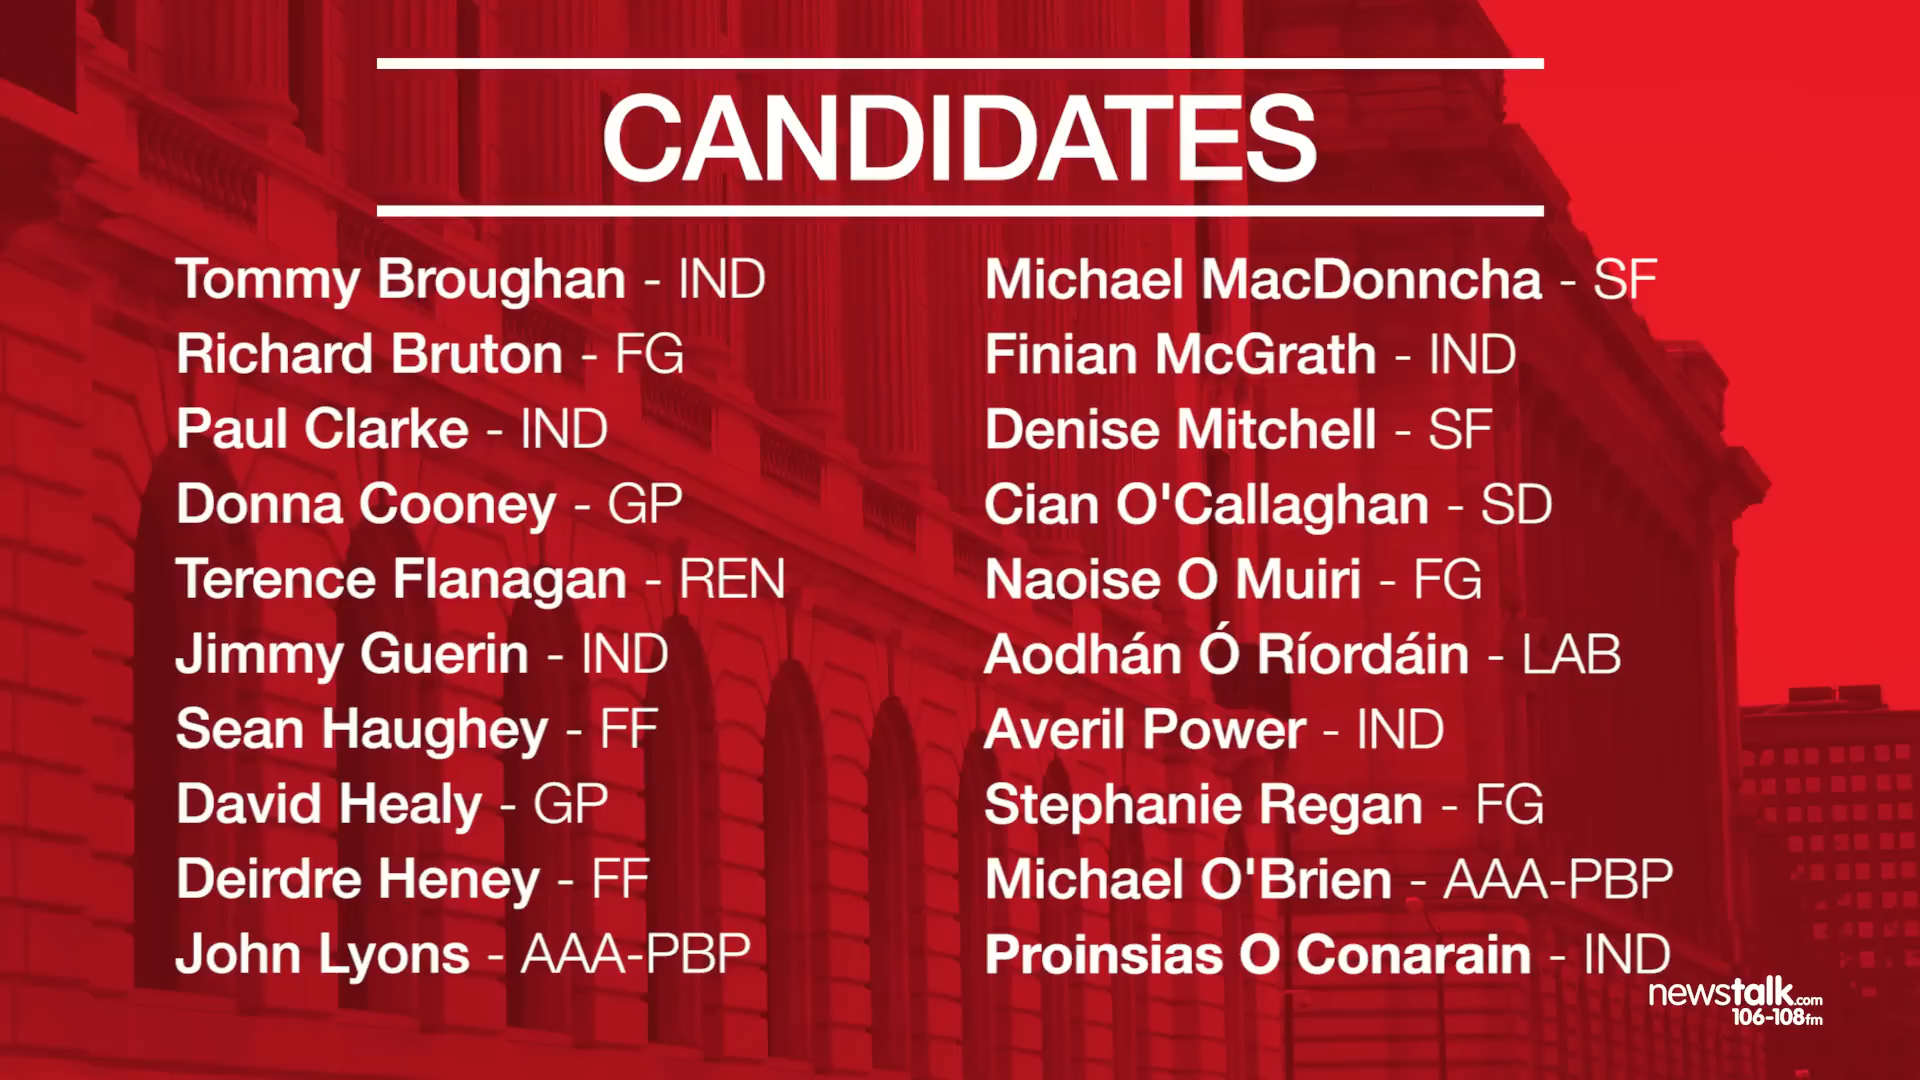 CANDIDATES
Tommy Broughan - IND
Richard Bruton - FG
Paul Clarke - IND
Donna Cooney - GP
Terence Flanagan - REN
Jimmy Guerin - IND
Sean Haughey - FF
David Healy - GP
Deirdre Heney - FF
John Lyons - AAA-PBP
Michael MacDonncha - SF
Finian McGrath - IND
Denise Mitchell - SF
Cian O'Callaghan - SD
Naoise O Muiri - FG
Aodhán Ó Ríordáin - LAB
Averil Power - IND
Stephanie Regan - FG
Michael O'Brien - AAA-PBP
Proinsias O Conarain - IND
newstalk.com
106-108fm